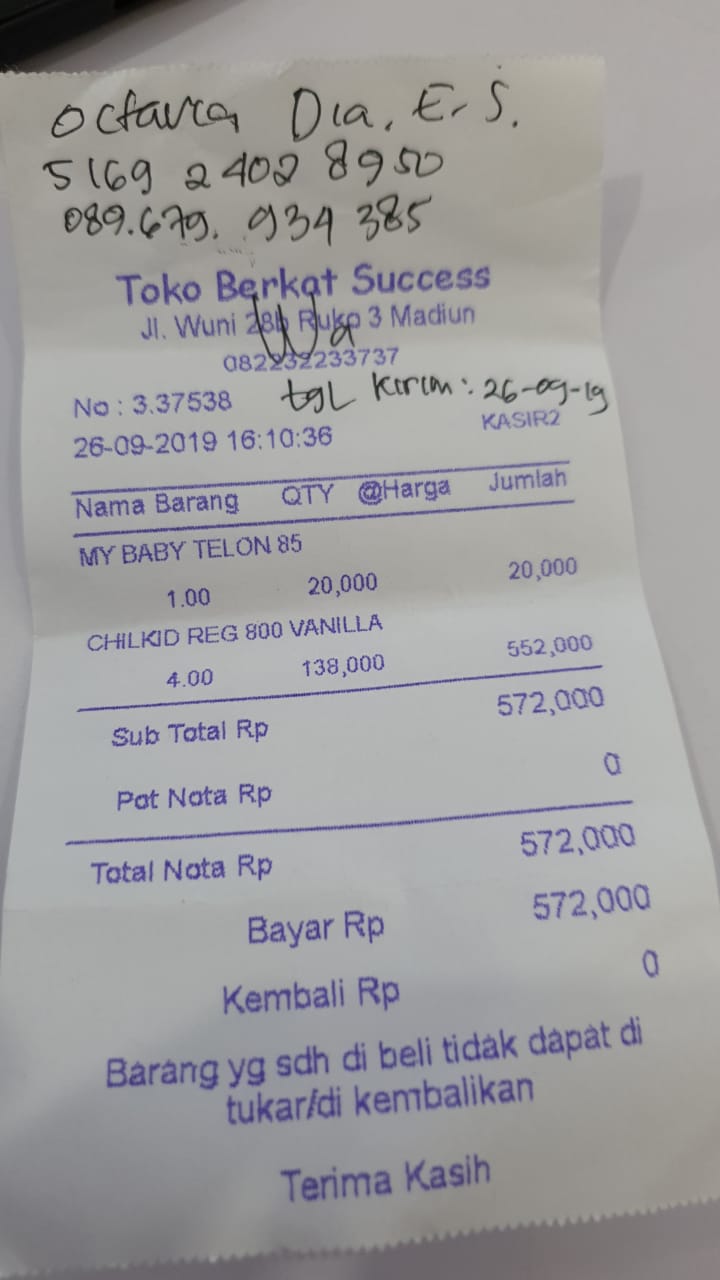 Octavia Dia. E. S.
5169 2402 8950
089.679. 934 385
Toko Berkat Success
Jl. Wuni 28b Ruko 3 Madiun
Wa
082232233737
No : 3.37538
tgl kirim : 26-09-19
26-09-2019 16:10:36
KASIR2
Nama Barang QTY @Harga Jumlah
MY BABY TELON 85
1.00 20,000 20,000
CHILKID REG 800 VANILLA
4.00 138,000 552,000
Sub Total Rp 572,000
Pot Nota Rp 0
Total Nota Rp 572,000
Bayar Rp 572,000
Kembali Rp 0
Barang yg sdh di beli tidak dapat di
tukar/di kembalikan
Terima Kasih